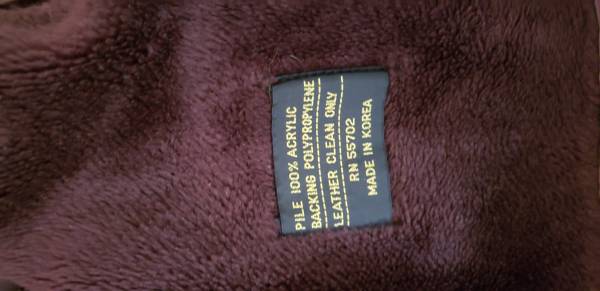 PILE 100% ACRYLIC
BACKING POLYPROPYLENE
LEATHER CLEAN ONLY
RN 55702
MADE IN KOREA